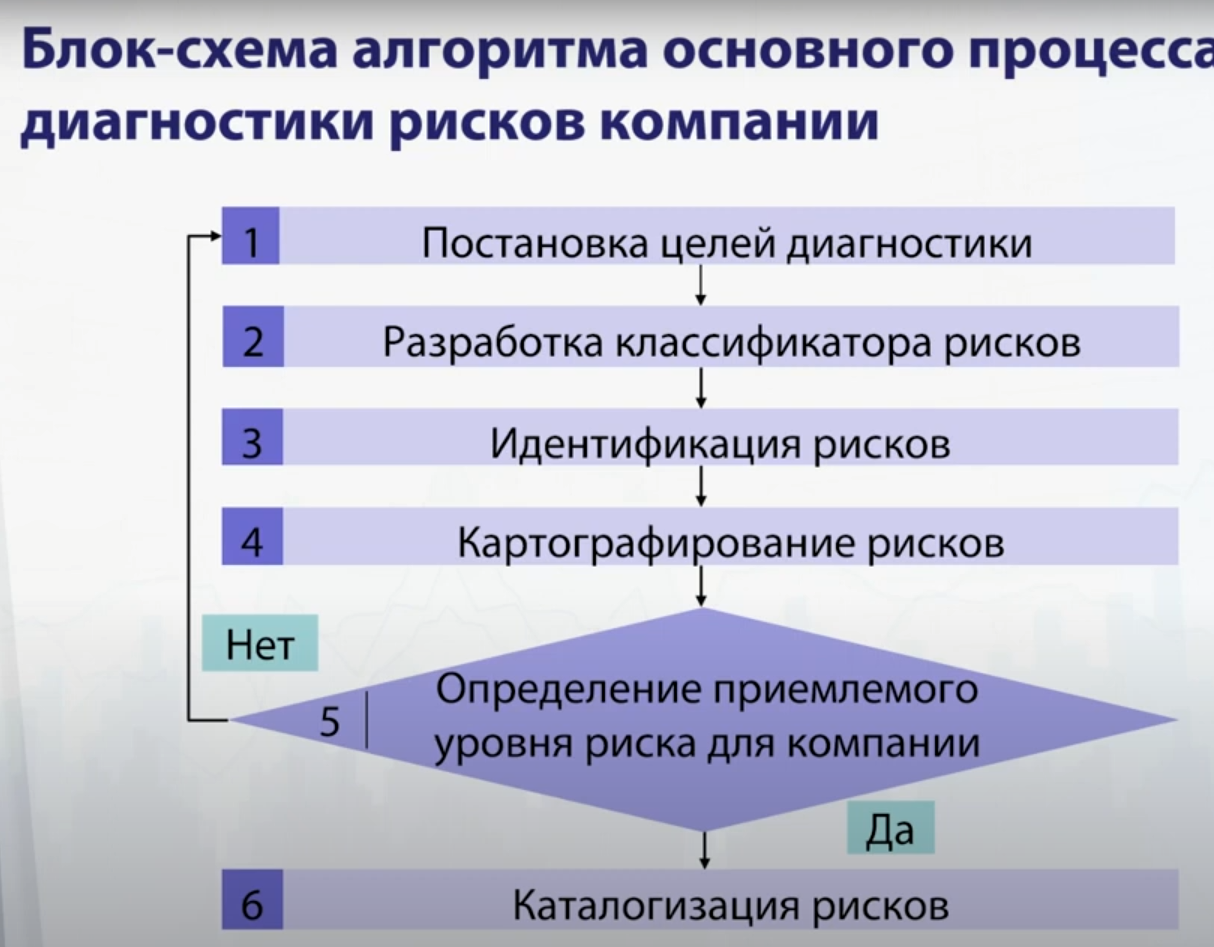 Блок-схема алгоритма основного процесса
диагностики рисков компании
1 Постановка целей диагностики
2 Разработка классификатора рисков
3 Идентификация рисков
4 Картографирование рисков
Нет
5 Определение приемлемого
уровня риска для компании
Да
6 Каталогизация рисков